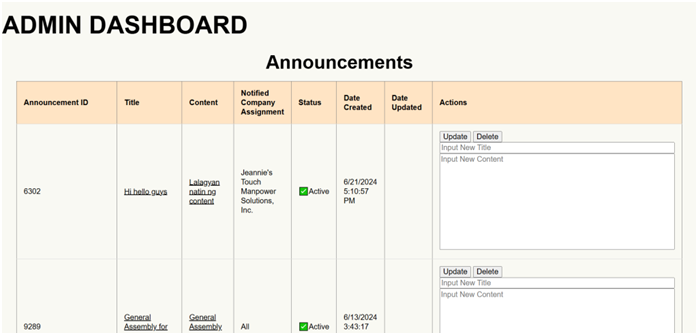 ADMIN DASHBOARD
Announcements
Announcement ID
Title
Content
Notified
Company
Assignment
Status
Date
Created
Date
Updated
Actions
6302
Hi hello guys
Lalagyan
natin ng
content
Jeannie's
Touch
Manpower
Solutions,
Inc.
Active
6/21/2024
5:10:57
PM
Update Delete
Input New Title
Input New Content
9289
General
Assembly for
General
Assembly
All
Active
6/13/2024
3:43:17
Update Delete
Input New Title
Input New Content